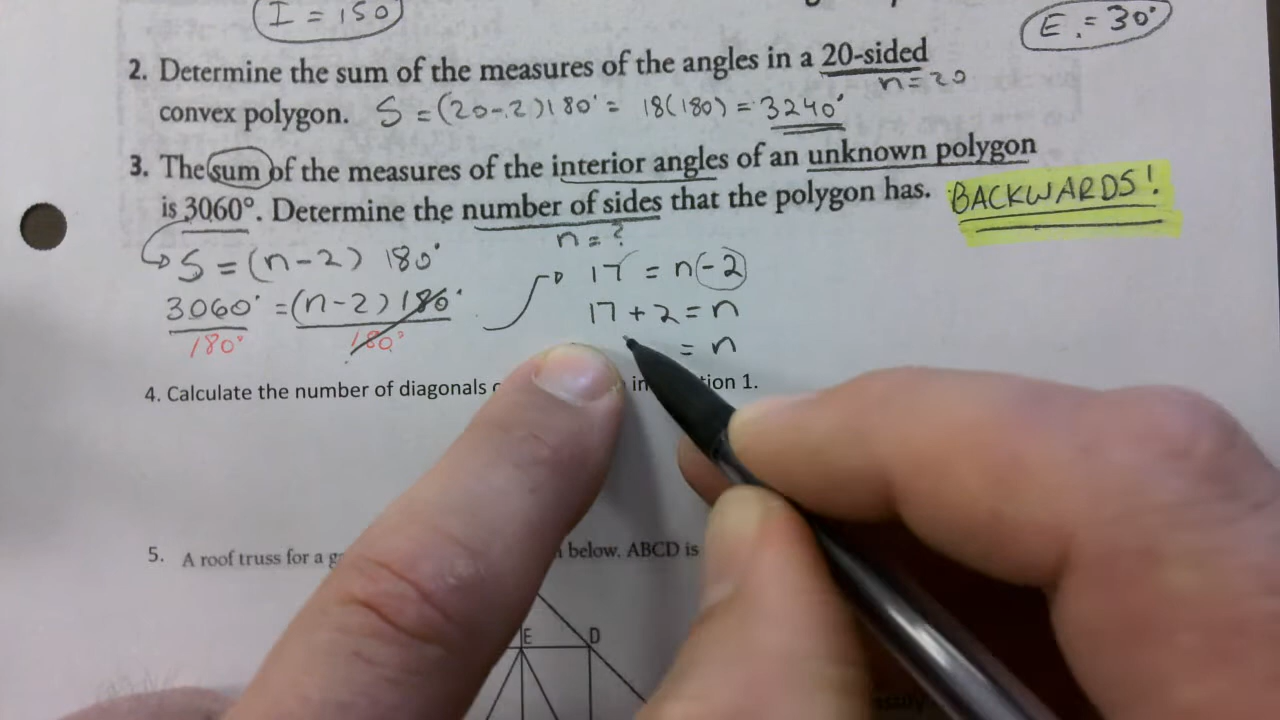 I = 150
E. = 30°
2. Determine the sum of the measures of the angles in a 20-sided
n = 20
convex polygon. S = (20-2)180° = 18(180) = 3240°
3. The sum of the measures of the interior angles of an unknown polygon
is 3060°. Determine the number of sides that the polygon has. BACKWARDS!
n = ?
S = (n-2) 180°
17 = n-2
3060° = (n-2) 180°
180° 180°
17 + 2 = n
= n
4. Calculate the number of diagonals in tion 1.
5. A roof truss for a below. ABCD is
E D